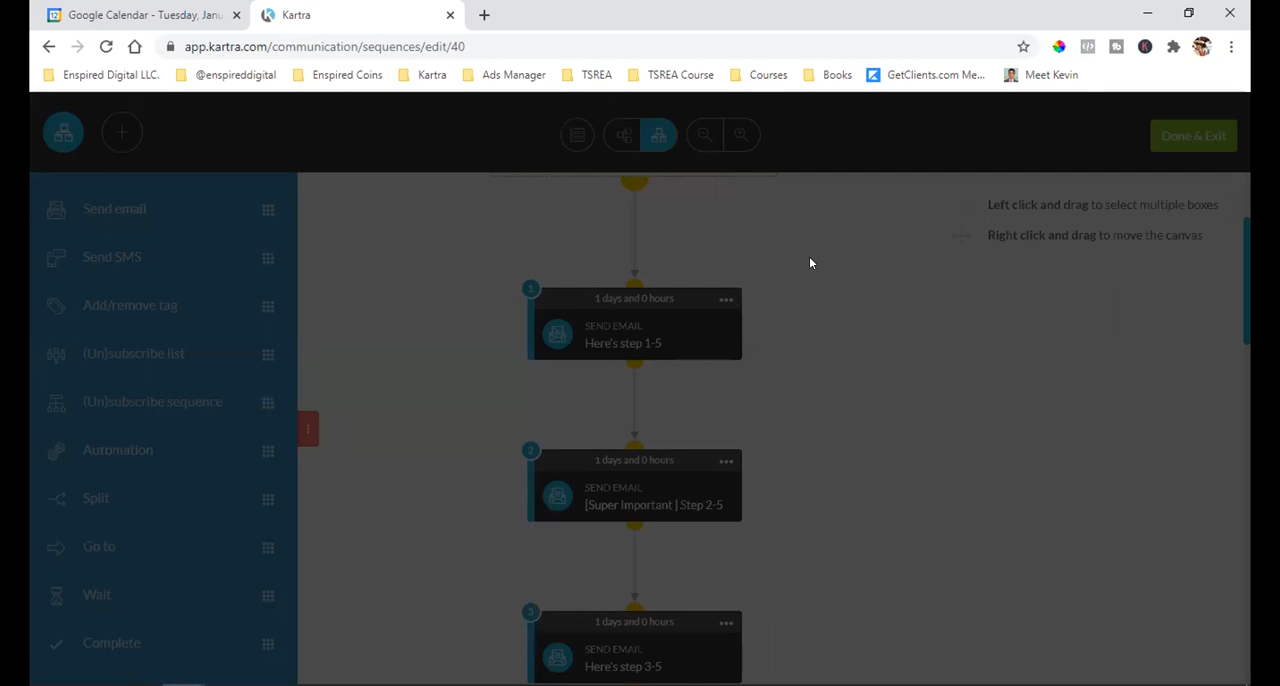 Google Calendar - Tuesday, Janu
Kartra
app.kartra.com/communication/sequences/edit/40
Enspired Digital LLC.
@enspireddigital
Enspired Coins
Kartra
Ads Manager
TSREA
TSREA Course
Courses
Books
GetClients.com Me...
Meet Kevin
Done & Exit
Left click and drag to select multiple boxes
Right click and drag to move the canvas
Send email
Send SMS
Add/remove tag
(Un)subscribe list
(Un)subscribe sequence
Automation
Split
Go to
Wait
Complete
1
1 days and 0 hours
SEND EMAIL
Here's step 1-5
2
1 days and 0 hours
SEND EMAIL
[Super Important ] Step 2-5
3
1 days and 0 hours
SEND EMAIL
Here's step 3-5